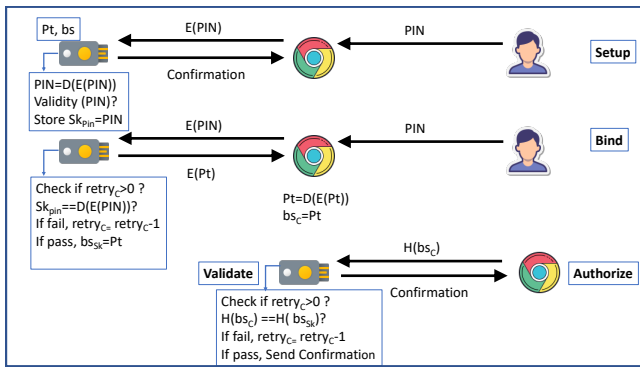 Pt, bs
E(PIN)
PIN
Setup
Confirmation
PIN=D(E(PIN))
Validity (PIN)?
Store Sk_Pin=PIN
E(PIN)
PIN
Bind
E(Pt)
Check if retry_C>0 ?
Sk_pin==D(E(PIN))?
If fail, retry_C= retry_C-1
If pass, bs_Sk=Pt
Pt=D(E(Pt))
bs_C=Pt
H(bs_C)
Validate
Authorize
Confirmation
Check if retry_C>0 ?
H(bs_C) ==H( bs_Sk)?
If fail, retry_C= retry_C-1
If pass, Send Confirmation